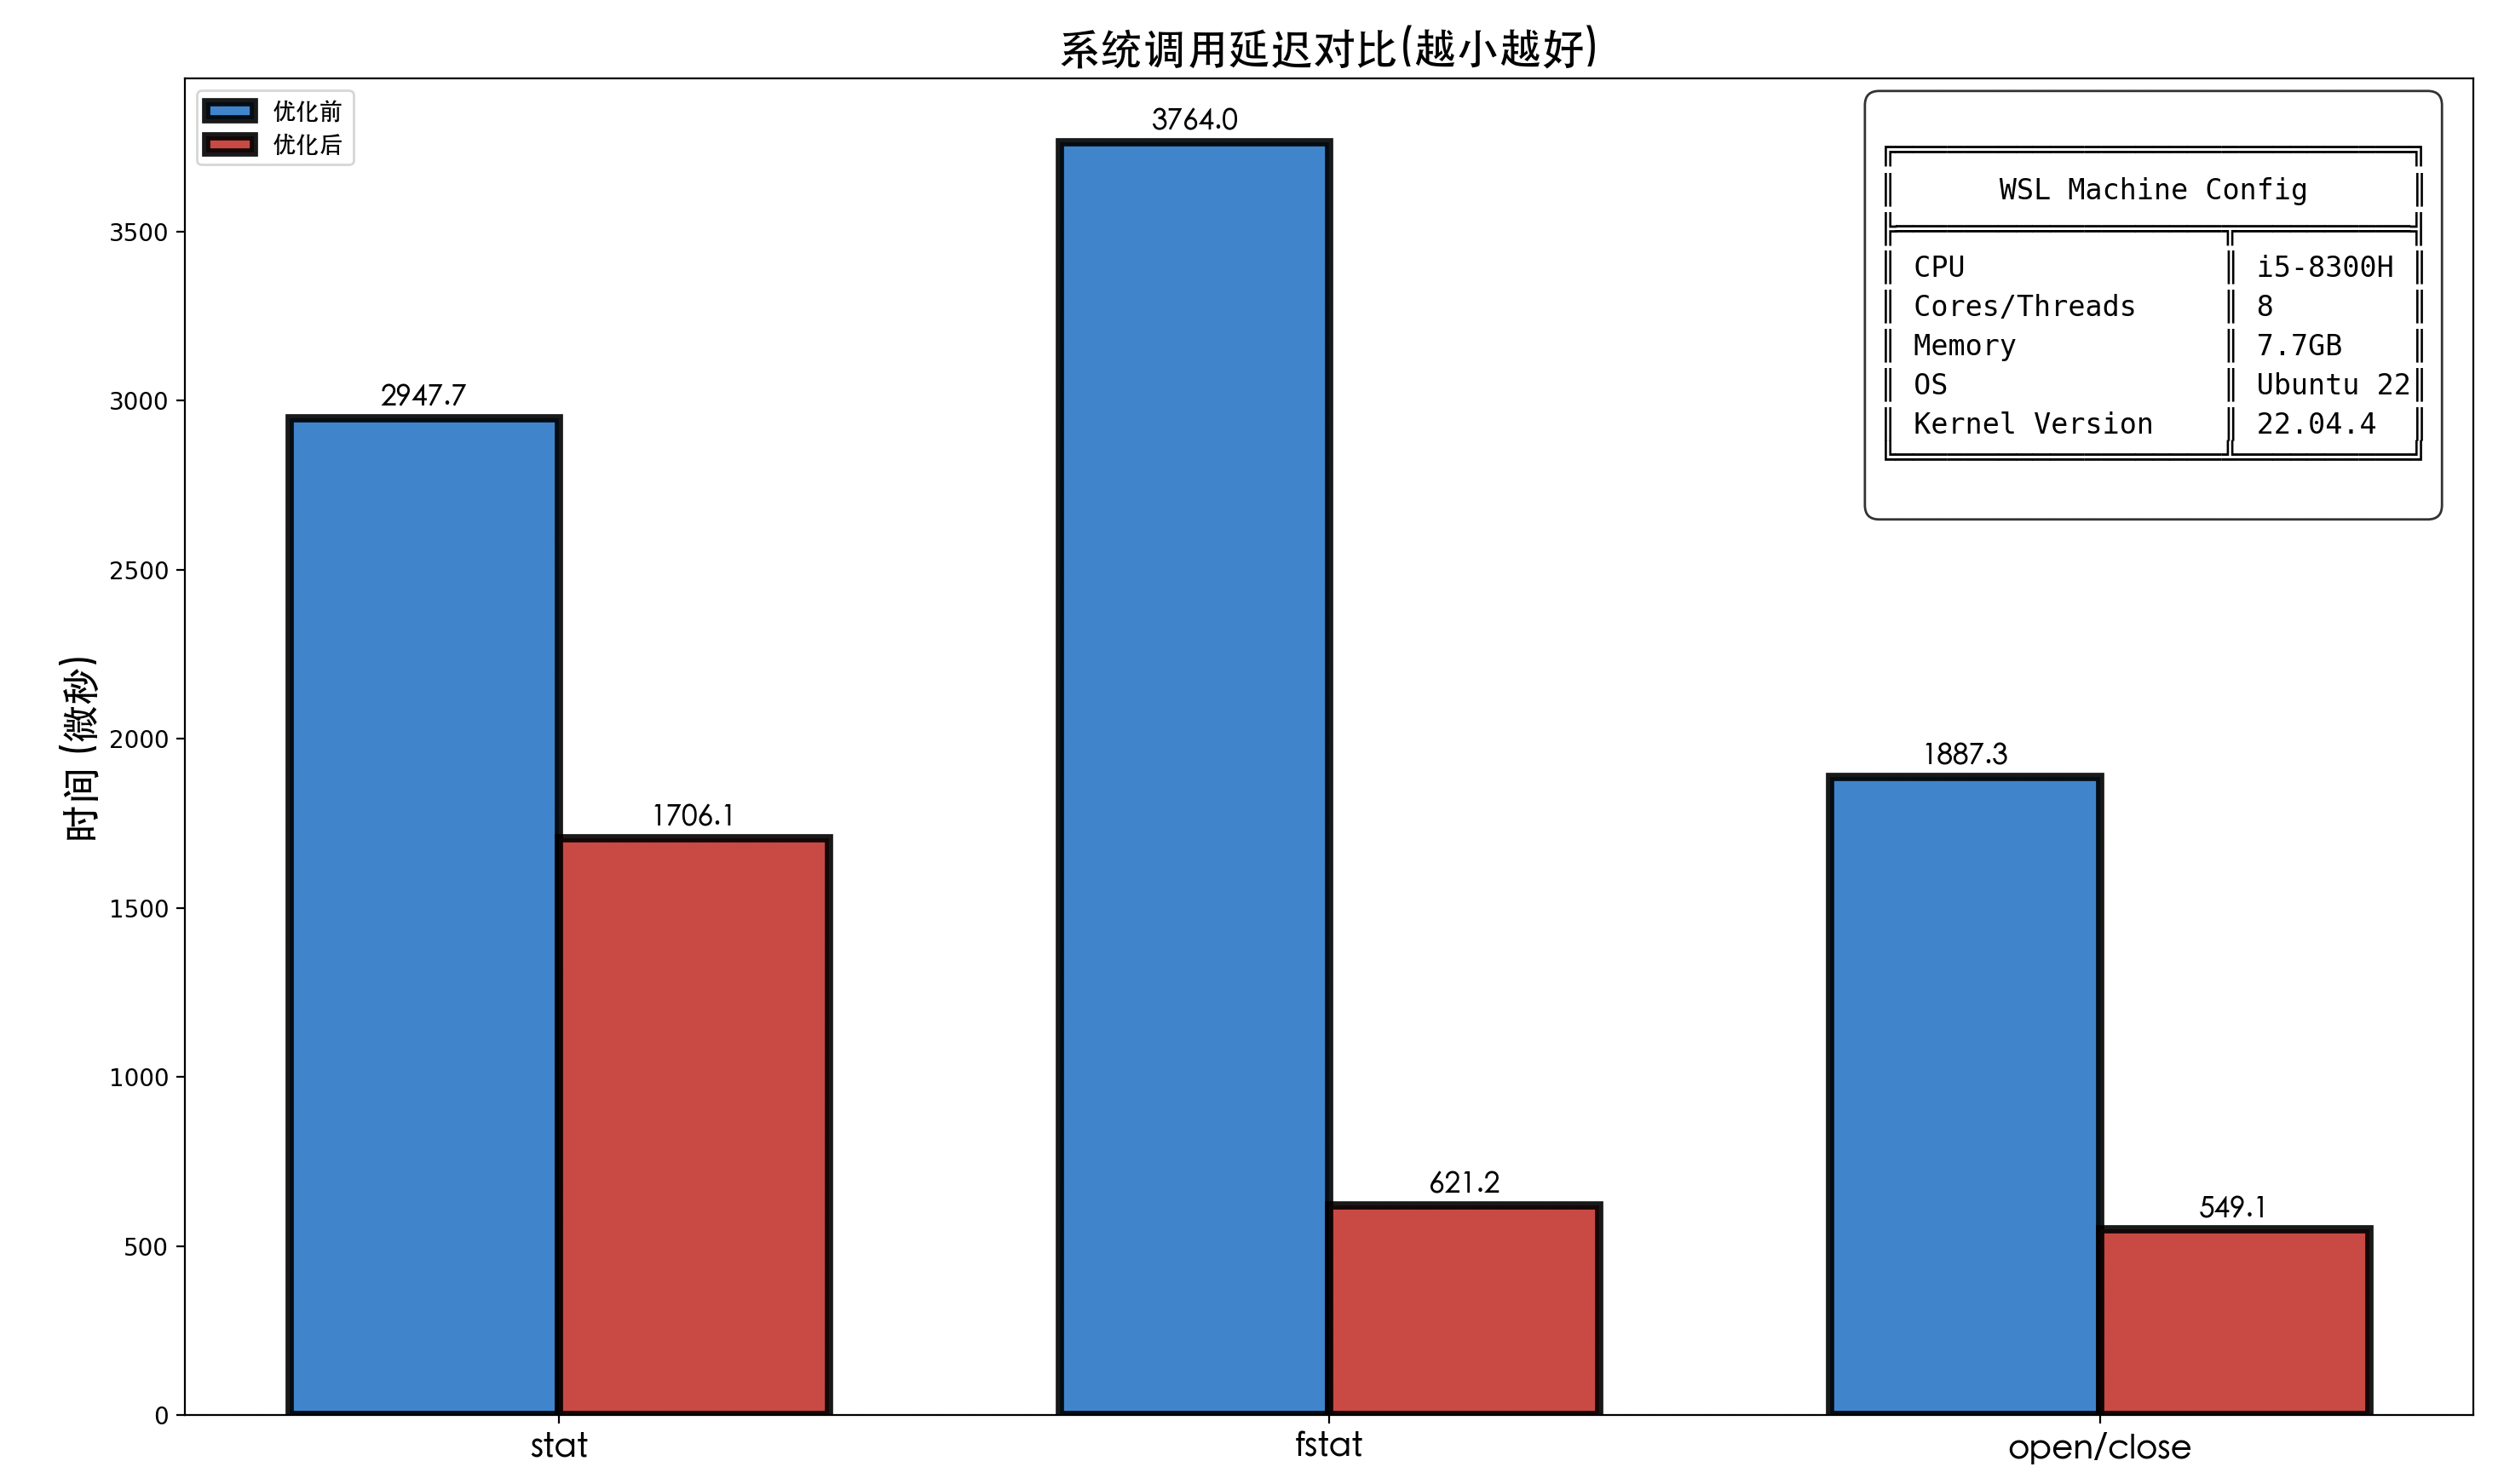 系统调用延迟对比(越小越好)
优化前
优化后
WSL Machine Config
CPU i5-8300H
Cores/Threads 8
Memory 7.7GB
OS Ubuntu 22
Kernel Version 22.04.4
时间 (微秒)
3500
3000
2500
2000
1500
1000
500
0
2947.7
1706.1
3764.0
621.2
1887.3
549.1
stat
fstat
open/close